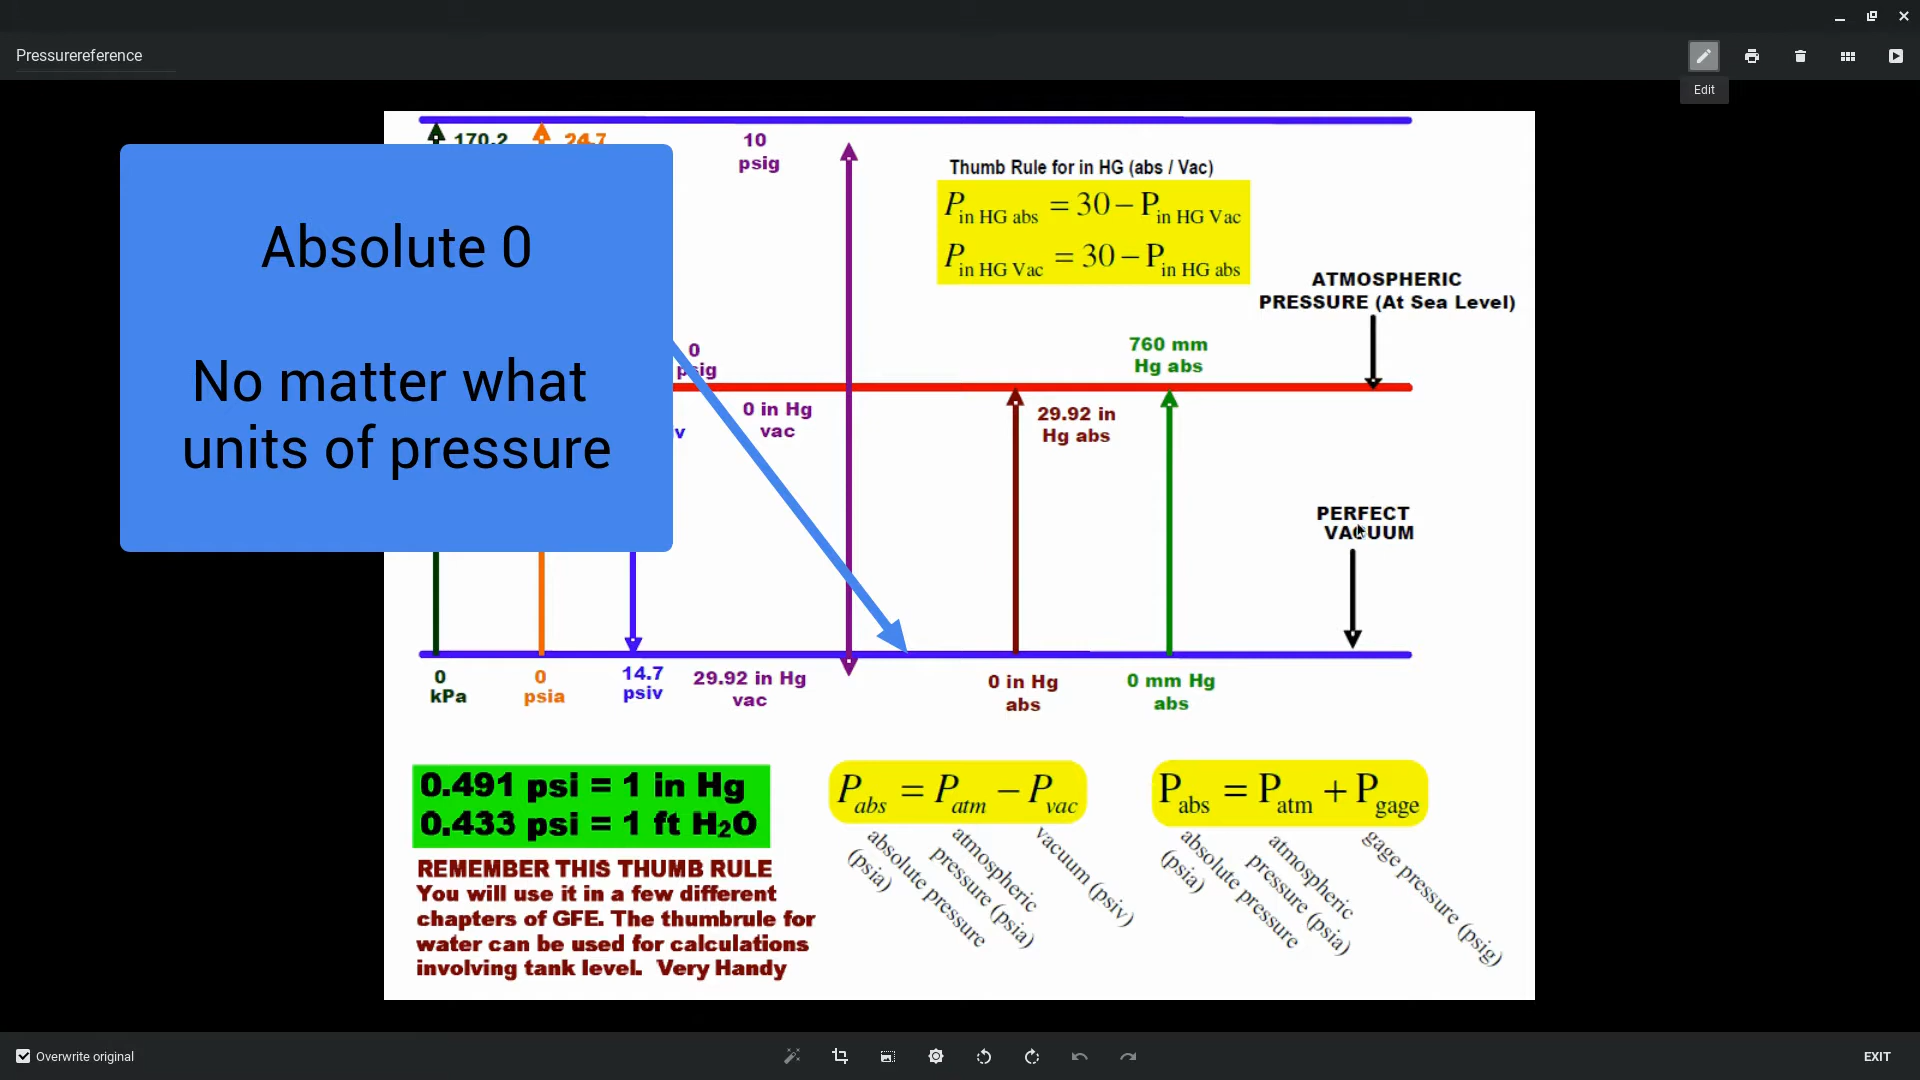 Pressurereference
Edit
170.2
24.7
10
psig
Thumb Rule for in HG (abs / Vac)
P in HG abs = 30 − P in HG Vac
P in HG Vac = 30 − P in HG abs
Absolute 0
No matter what
units of pressure
ATMOSPHERIC
PRESSURE (At Sea Level)
0
psig
760 mm
Hg abs
0 in Hg
vac
v
29.92 in
Hg abs
PERFECT
VACUUM
0
kPa
0
psia
14.7
psiv
29.92 in Hg
vac
0 in Hg
abs
0 mm Hg
abs
0.491 psi = 1 in Hg
0.433 psi = 1 ft H₂O
P abs = P atm − P vac
absolute pressure
(psia)
atmospheric
pressure (psia)
vacuum (psiv)
P abs = P atm + P gage
absolute pressure
(psia)
atmospheric
pressure (psia)
gage pressure (psig)
REMEMBER THIS THUMB RULE
You will use it in a few different
chapters of GFE. The thumbrule for
water can be used for calculations
involving tank level. Very Handy
Overwrite original
EXIT